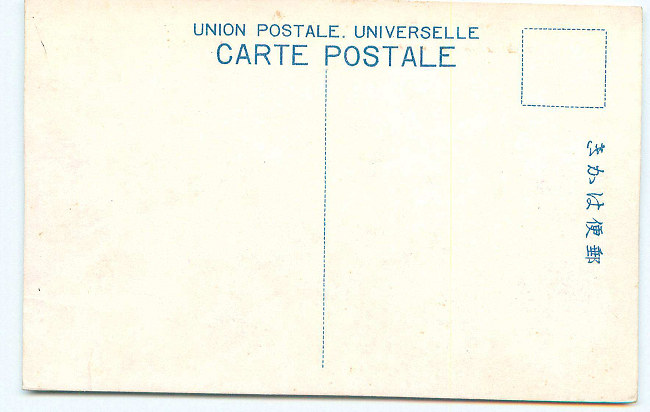 UNION POSTALE. UNIVERSELLE
CARTE POSTALE
郵便はかき